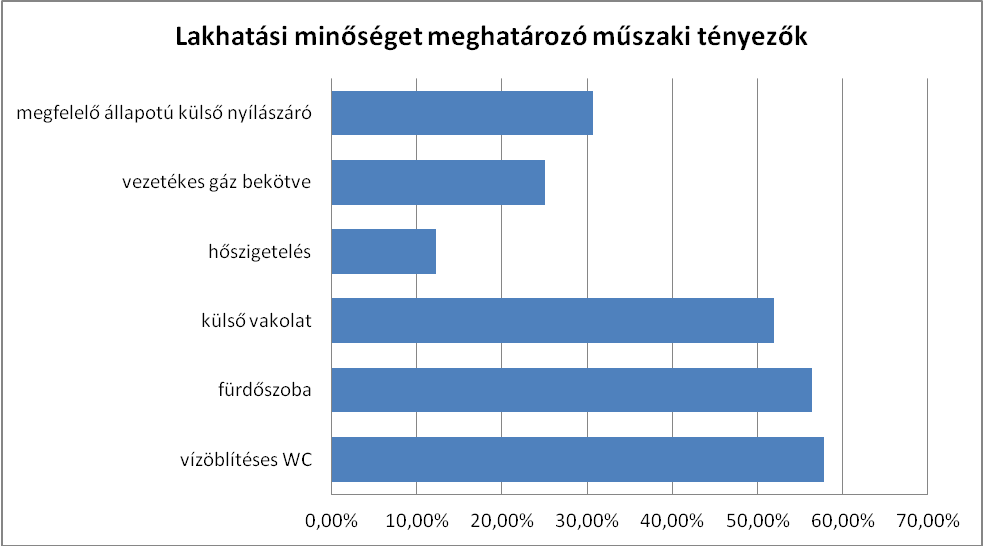 Lakhatási minőséget meghatározó műszaki tényezők
megfelelő állapotú külső nyílászáró
vezetékes gáz bekötve
hőszigetelés
külső vakolat
fürdőszoba
vízöblítéses WC
0,00% 10,00% 20,00% 30,00% 40,00% 50,00% 60,00% 70,00%